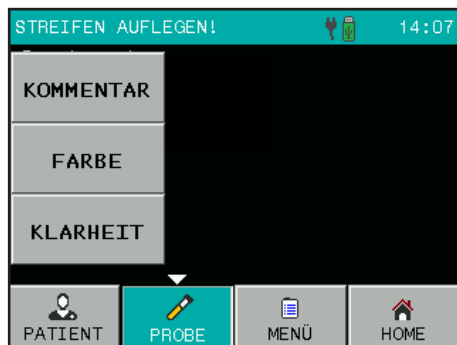 STREIFEN AUFLEGEN! 14:07
KOMMENTAR
FARBE
KLARHEIT
PATIENT PROBE MENÜ HOME